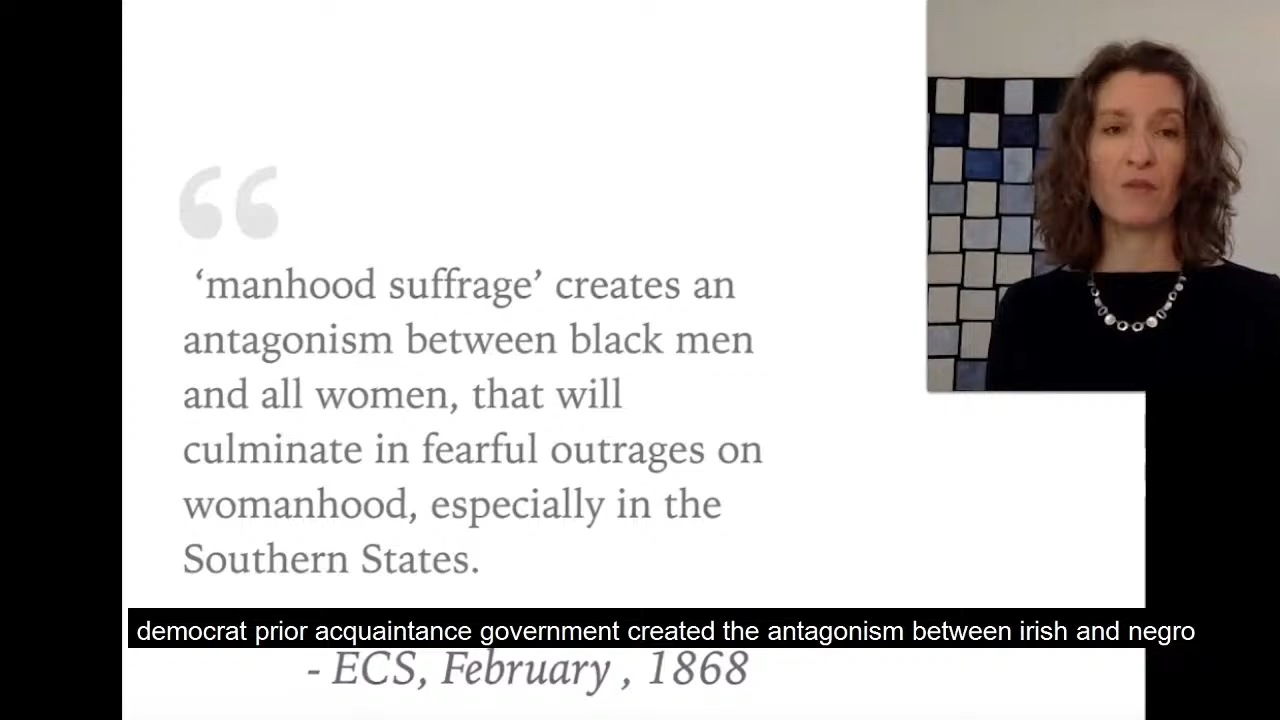 “
‘manhood suffrage’ creates an
antagonism between black men
and all women, that will
culminate in fearful outrages on
womanhood, especially in the
Southern States.
democrat prior acquaintance government created the antagonism between irish and negro
- ECS, February , 1868